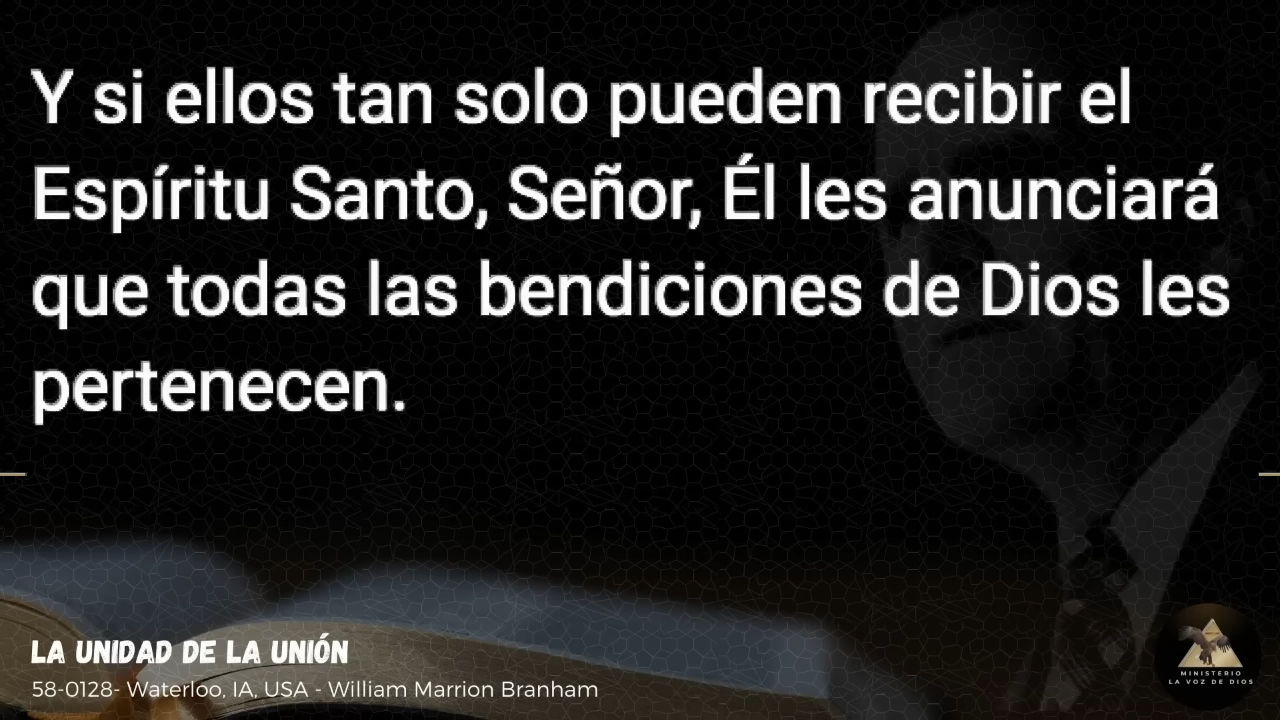 Y si ellos tan solo pueden recibir el
Espíritu Santo, Señor, Él les anunciará
que todas las bendiciones de Dios les
pertenecen.
LA UNIDAD DE LA UNIÓN
58-0128- Waterloo, IA, USA - William Marrion Branham
MINISTERIO
LA VOZ DE DIOS